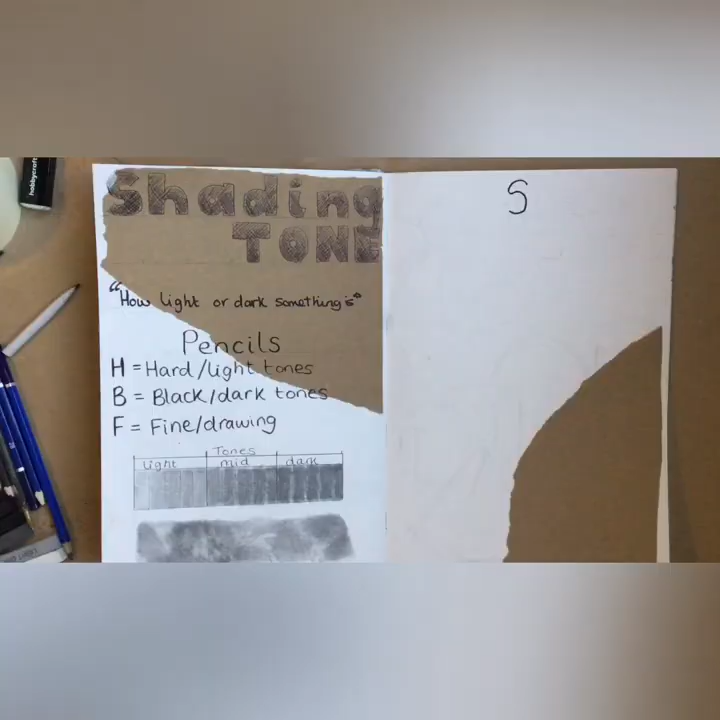 hobbycraft
Shading
TONE
"How light or dark something is"
Pencils
H = Hard/light tones
B = Black/dark tones
F = Fine/drawing
Tones
light mid dark
S